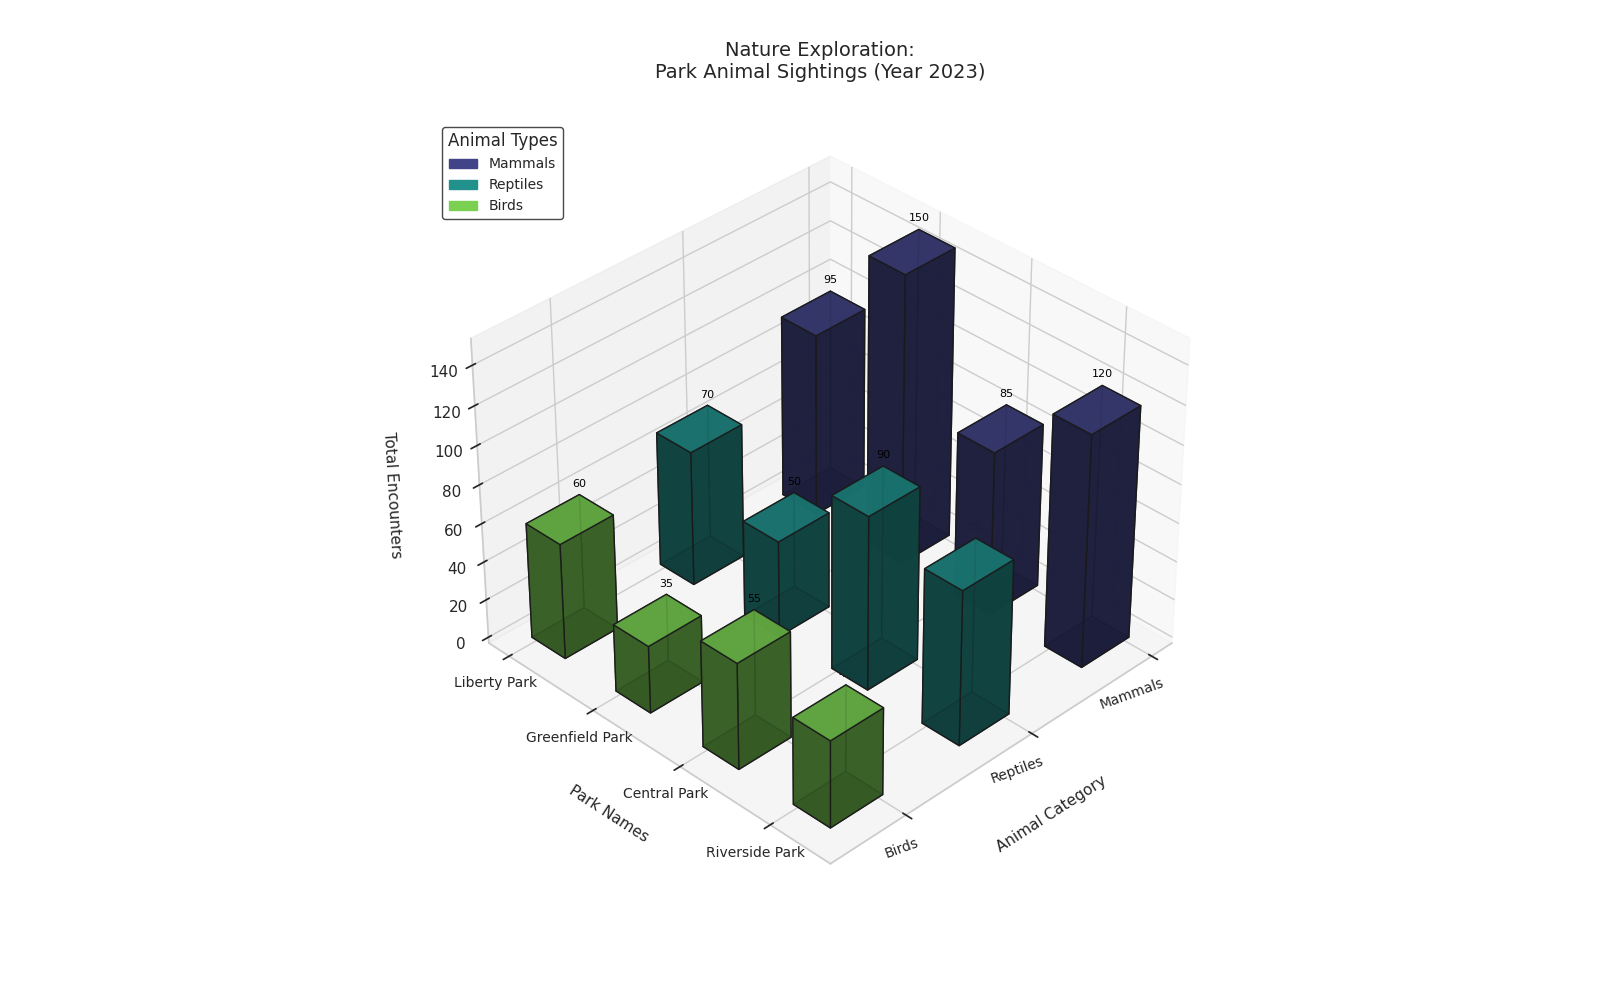 Nature Exploration:
Park Animal Sightings (Year 2023)
Animal Types
Mammals
Reptiles
Birds
150
95
120
85
70
90
50
60
35
55
140
120
100
80
60
40
20
0
Total Encounters
Liberty Park
Greenfield Park
Central Park
Riverside Park
Park Names
Birds
Reptiles
Mammals
Animal Category